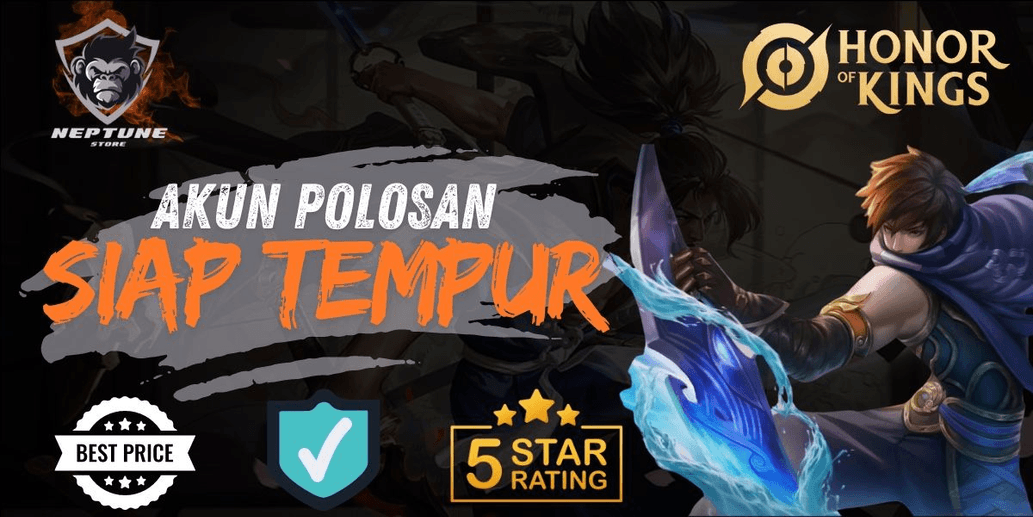 NEPTUNE
STORE
HONOR
OF KINGS
AKUN POLOSAN
SIAP TEMPUR
BEST PRICE
5 STAR
RATING